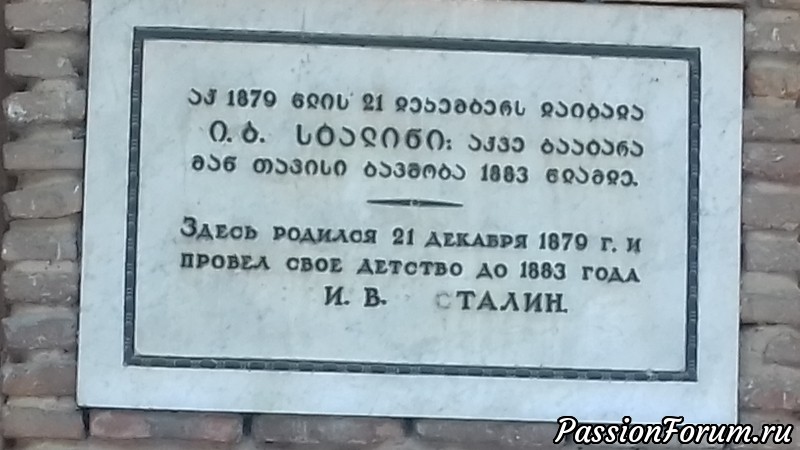 აქ 1879 წლის 21 დეკემბერს დაიბადა
ი. ბ. სტალინი: აქვე გაატარა
მან თავისი ბავშობა 1883 წლამდე.
Здесь родился 21 декабря 1879 г. и
провел свое детство до 1883 года
И. В. Сталин.
PassionForum.ru